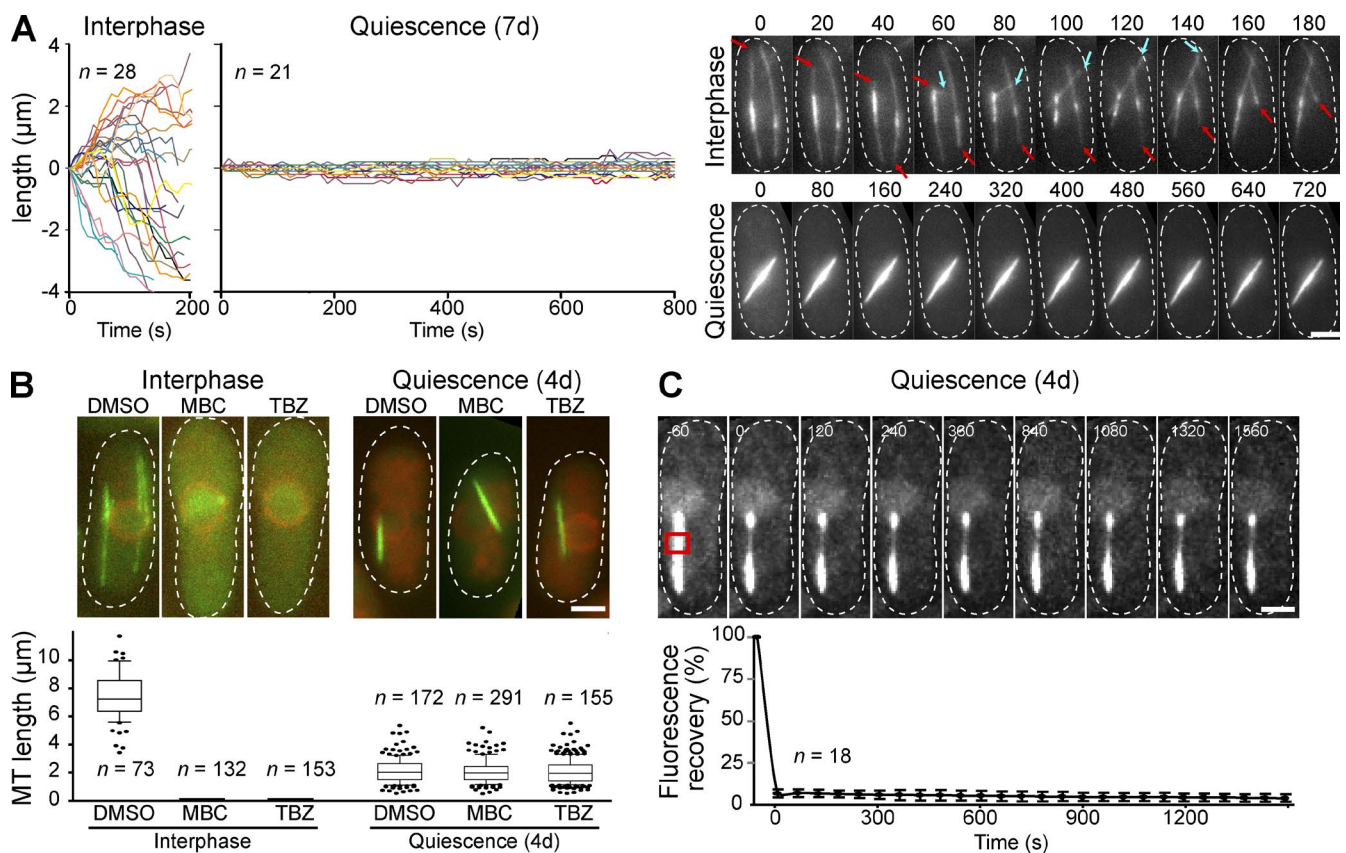 A
Interphase
Quiescence (7d)
n = 28
n = 21
length (µm)
4
2
0
-2
-4
0 200
0 200 400 600 800
Time (s)
Time (s)
0 20 40 60 80 100 120 140 160 180
Interphase
0 80 160 240 320 400 480 560 640 720
Quiescence
B
Interphase
Quiescence (4d)
DMSO MBC TBZ
DMSO MBC TBZ
MT length (µm)
10
8
6
4
2
0
n = 73
n = 132
n = 153
n = 172
n = 291
n = 155
DMSO MBC TBZ
DMSO MBC TBZ
Interphase
Quiescence (4d)
C
Quiescence (4d)
-60 0 120 240 360 840 1080 1320 1560
Fluorescence
recovery (%)
100
75
50
25
0
n = 18
0 300 600 900 1200
Time (s)